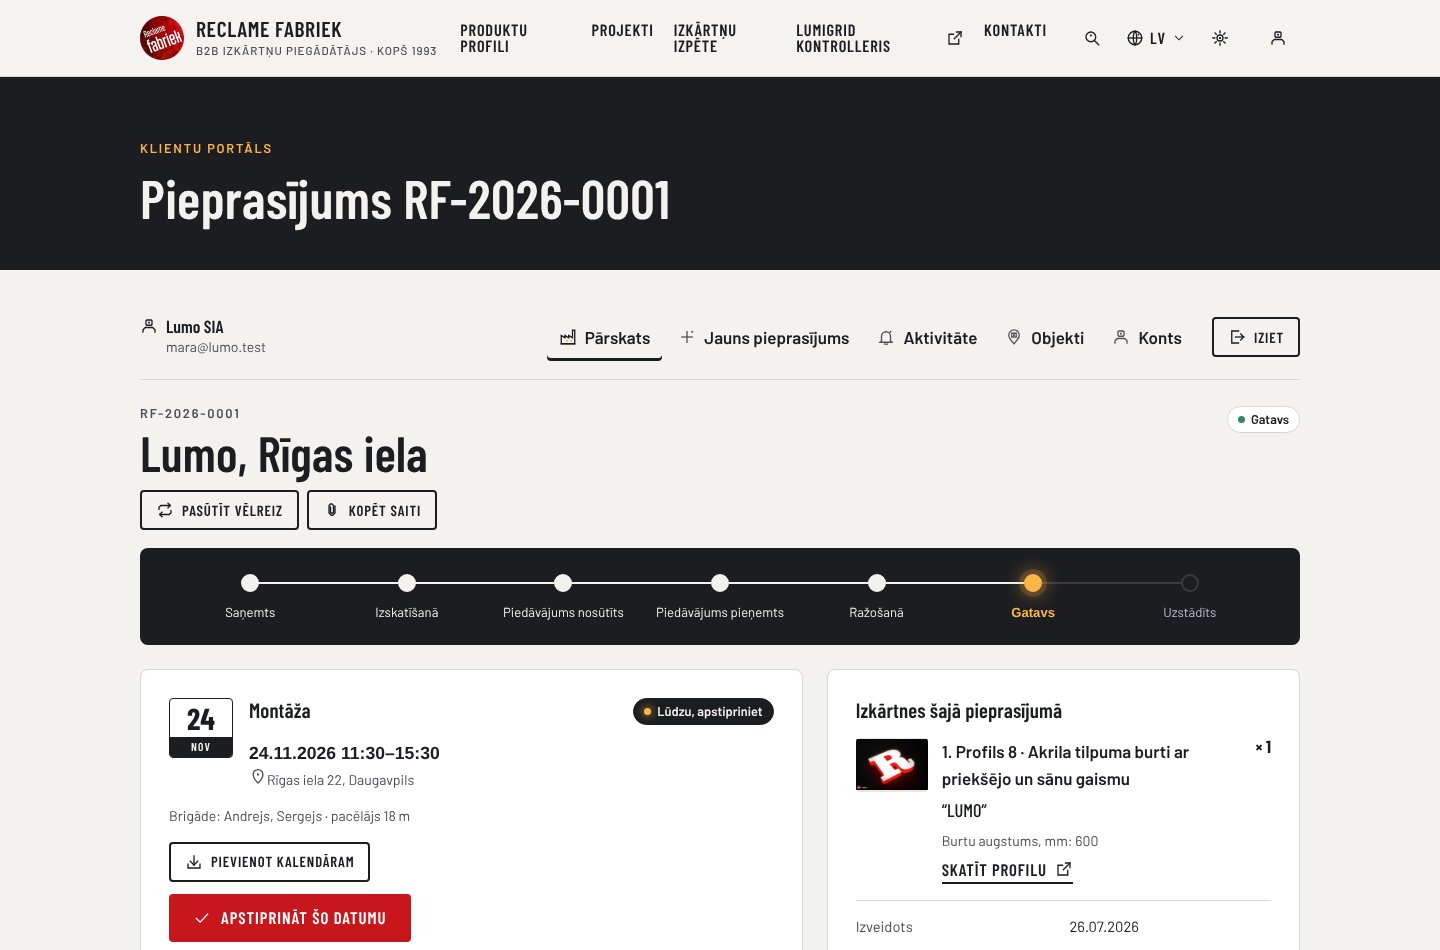 Reclame fabriek
RECLAME FABRIEK
B2B IZKĀRTŅU PIEGĀDĀTĀJS · KOPŠ 1993
PRODUKTU PROFILI
PROJEKTI
IZKĀRTŅU IZPĒTE
LUMIGRID KONTROLLERIS
KONTAKTI
LV
KLIENTU PORTĀLS
Pieprasījums RF-2026-0001
Lumo SIA
mara@lumo.test
Pārskats
Jauns pieprasījums
Aktivitāte
Objekti
Konts
IZIET
RF-2026-0001
Gatavs
Lumo, Rīgas iela
PASŪTĪT VĒLREIZ
KOPĒT SAITI
Saņemts
Izskatīšanā
Piedāvājums nosūtīts
Piedāvājums pieņemts
Ražošanā
Gatavs
Uzstādīts
24
NOV
Montāža
Lūdzu, apstipriniet
24.11.2026 11:30–15:30
Rīgas iela 22, Daugavpils
Brigāde: Andrejs, Sergejs · pacēlājs 18 m
PIEVIENOT KALENDĀRAM
APSTIPRINĀT ŠO DATUMU
Izkārtnes šajā pieprasījumā
1. Profils 8 · Akrila tilpuma burti ar
priekšējo un sānu gaismu
× 1
“LUMO”
Burtu augstums, mm: 600
SKATĪT PROFILU
Izveidots
26.07.2026